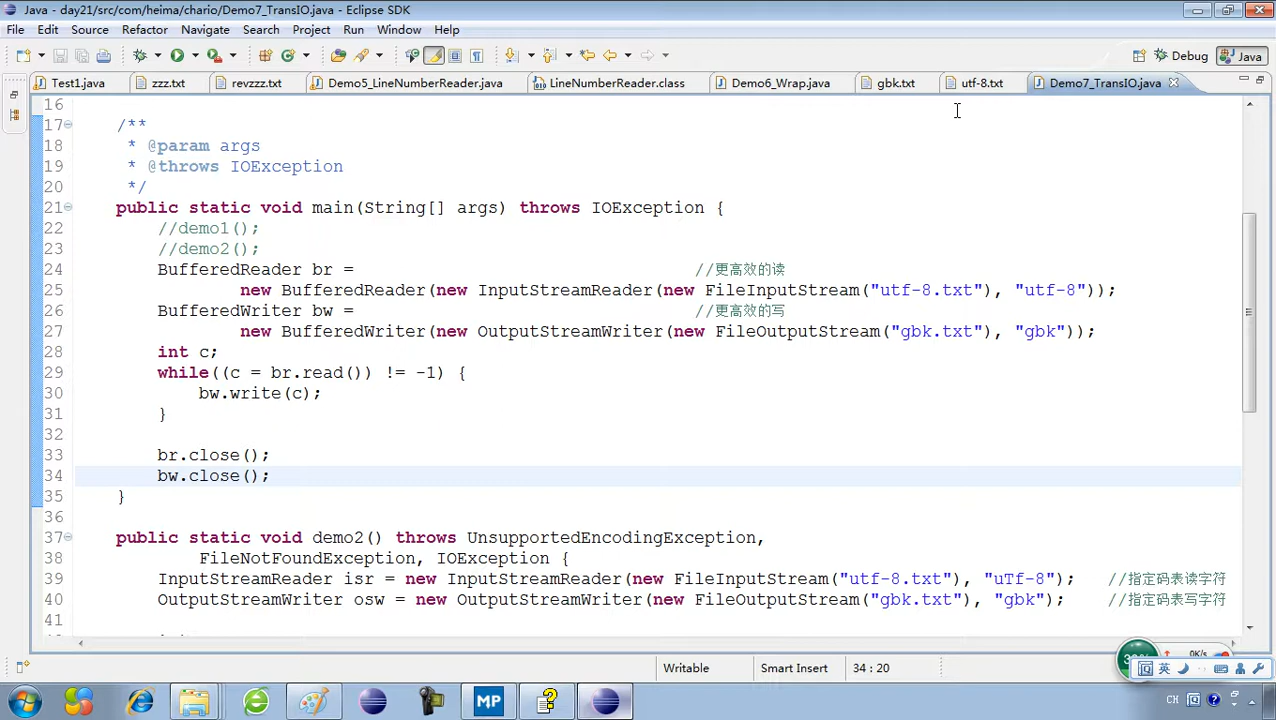 Java - day21/src/com/heima/chario/Demo7_TransIO.java - Eclipse SDK
File Edit Source Refactor Navigate Search Project Run Window Help
Debug Java
Test1.java zzz.txt revzzz.txt Demo5_LineNumberReader.java LineNumberReader.class Demo6_Wrap.java gbk.txt utf-8.txt Demo7_TransIO.java
16
17 /**
18 * @param args
19 * @throws IOException
20 */
21 public static void main(String[] args) throws IOException {
22 //demo1();
23 //demo2();
24 BufferedReader br = //更高效的读
25 new BufferedReader(new InputStreamReader(new FileInputStream("utf-8.txt"), "utf-8"));
26 BufferedWriter bw = //更高效的写
27 new BufferedWriter(new OutputStreamWriter(new FileOutputStream("gbk.txt"), "gbk"));
28 int c;
29 while((c = br.read()) != -1) {
30 bw.write(c);
31 }
32
33 br.close();
34 bw.close();
35 }
36
37 public static void demo2() throws UnsupportedEncodingException,
38 FileNotFoundException, IOException {
39 InputStreamReader isr = new InputStreamReader(new FileInputStream("utf-8.txt"), "uTf-8"); //指定码表读字符
40 OutputStreamWriter osw = new OutputStreamWriter(new FileOutputStream("gbk.txt"), "gbk"); //指定码表写字符
41
Writable Smart Insert 34 : 20
0K/s
英
MP
CH